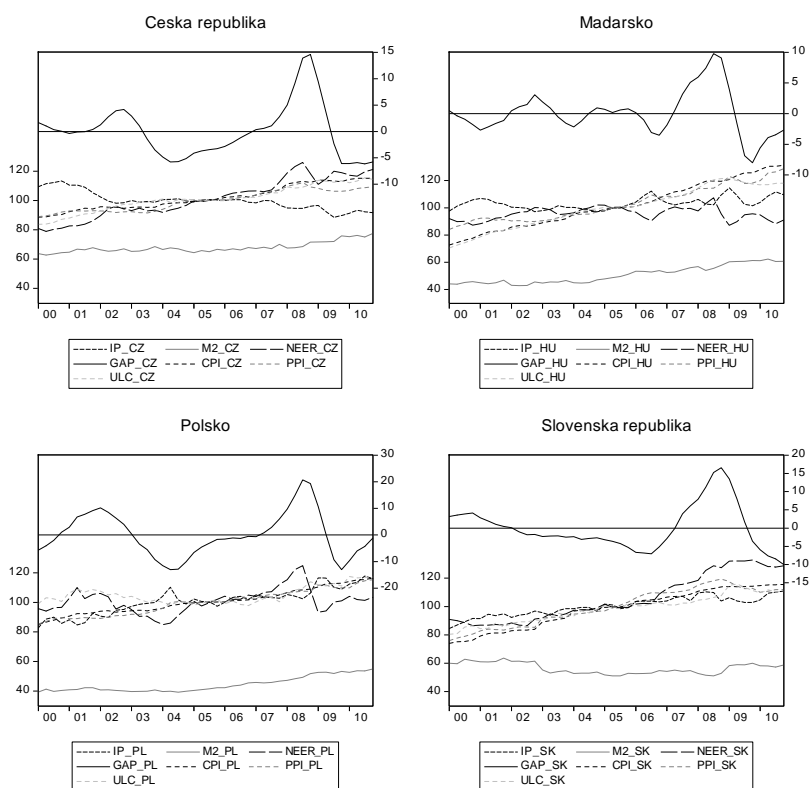 Ceska republika
15
10
5
0
-5
-10
120
100
80
60
40
00 01 02 03 04 05 06 07 08 09 10
IP_CZ M2_CZ NEER_CZ
GAP_CZ CPI_CZ PPI_CZ
ULC_CZ
Madarsko
10
5
0
-5
-10
120
100
80
60
40
00 01 02 03 04 05 06 07 08 09 10
IP_HU M2_HU NEER_HU
GAP_HU CPI_HU PPI_HU
ULC_HU
Polsko
30
20
10
0
-10
-20
120
100
80
60
40
00 01 02 03 04 05 06 07 08 09 10
IP_PL M2_PL NEER_PL
GAP_PL CPI_PL PPI_PL
ULC_PL
Slovenska republika
20
15
10
5
0
-5
-10
-15
120
100
80
60
40
00 01 02 03 04 05 06 07 08 09 10
IP_SK M2_SK NEER_SK
GAP_SK CPI_SK PPI_SK
ULC_SK